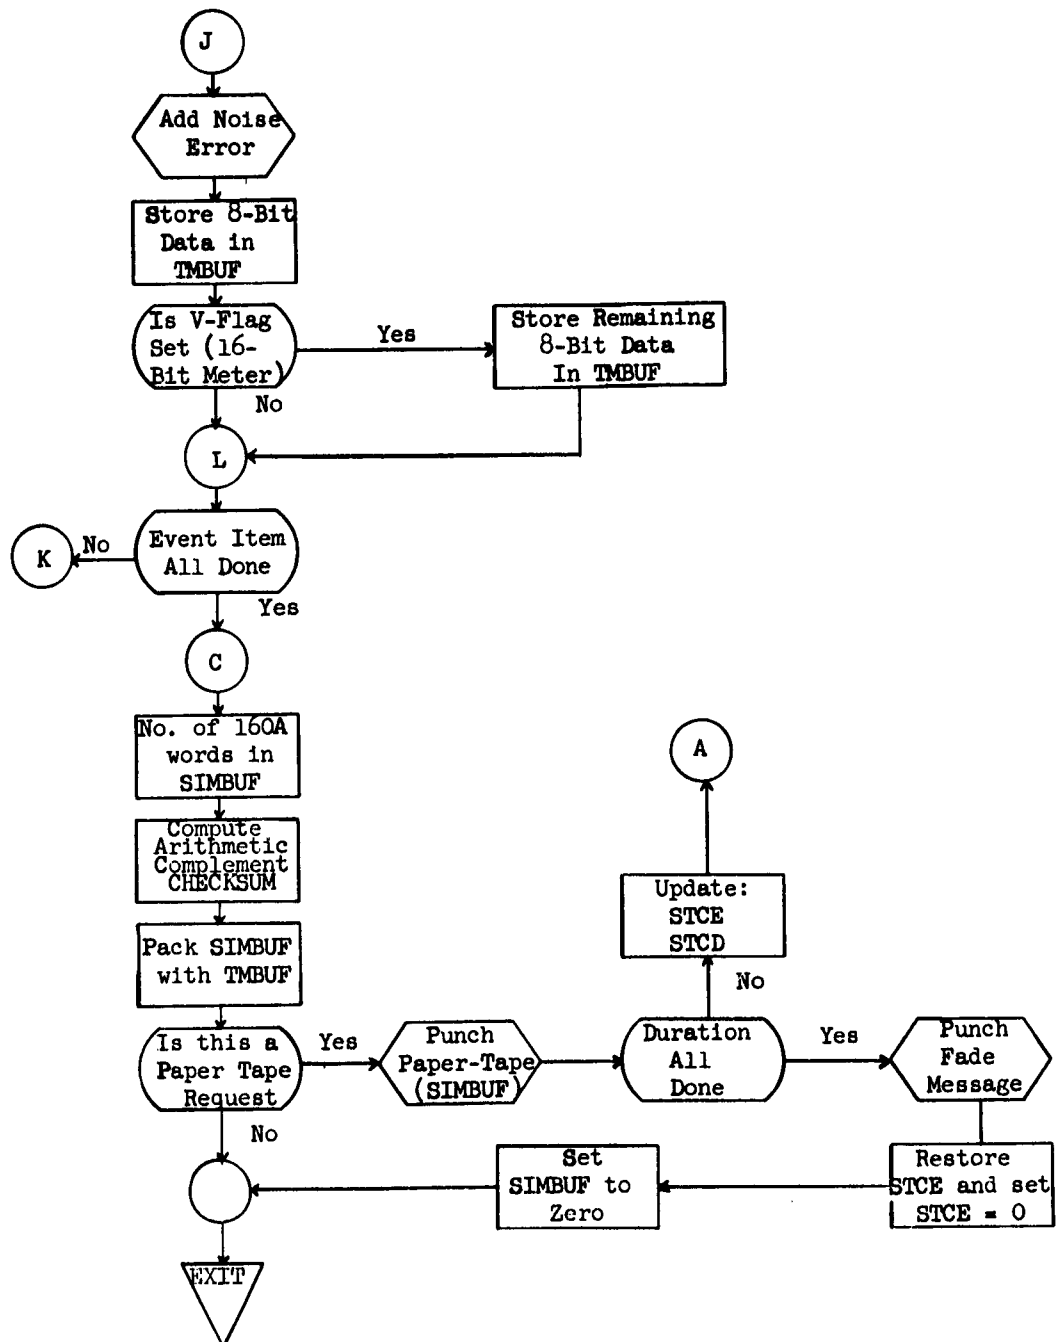 J
Add Noise
Error
Store 8-Bit
Data in
TMBUF
Is V-Flag
Set (16-
Bit Meter)
Yes
Store Remaining
8-Bit Data
In TMBUF
No
L
Event Item
All Done
No
K
Yes
C
No. of 160A
words in
SIMBUF
Compute
Arithmetic
Complement
CHECKSUM
Pack SIMBUF
with TMBUF
Is this a
Paper Tape
Request
Yes
Punch
Paper-Tape
(SIMBUF)
Duration
All
Done
No
Update:
STCE
STCD
A
Yes
Punch
Fade
Message
Restore
STCE and set
STCE = 0
Set
SIMBUF to
Zero
No
EXIT